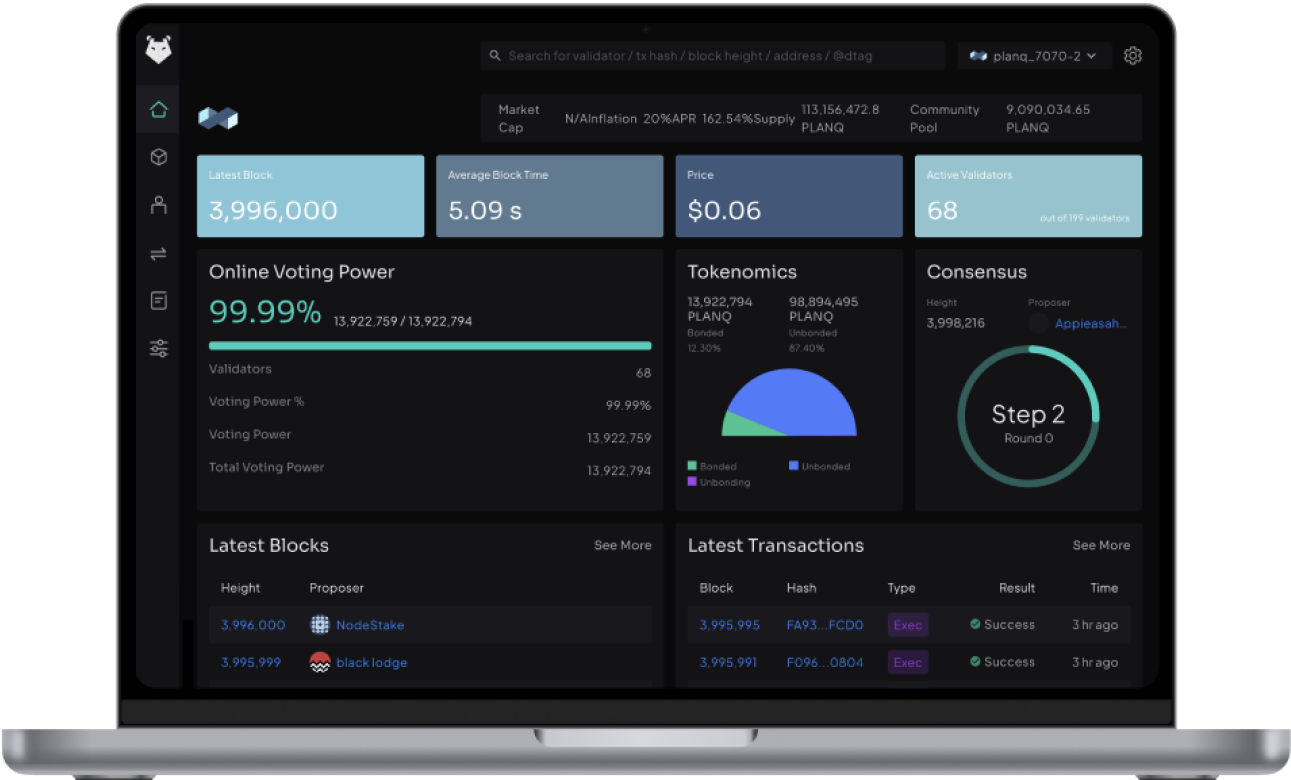 Search for validator / tx hash / block height / address / @dtag
planq_7070-2
Market Cap
N/AInflation 20%APR 162.54%Supply
113,156,472.8 PLANQ
Community Pool
9,090,034.65 PLANQ
Latest Block
3,996,000
Average Block Time
5.09 s
Price
$0.06
Active Validators
68
out of 199 validators
Online Voting Power
99.99% 13,922,759 / 13,922,794
Validators 68
Voting Power % 99.99%
Voting Power 13,922,759
Total Voting Power 13,922,794
Tokenomics
13,922,794 PLANQ
Bonded
12.30%
98,894,495 PLANQ
Unbonded
87.40%
Bonded
Unbonded
Unbonding
Consensus
Height
3,998,216
Proposer
Appieasah...
Step 2
Round 0
Latest Blocks
See More
Height Proposer
3,996,000 NodeStake
3,995,999 black lodge
Latest Transactions
See More
Block Hash Type Result Time
3,995,995 FA93...FCD0 Exec Success 3 hr ago
3,995,991 F096...0804 Exec Success 3 hr ago